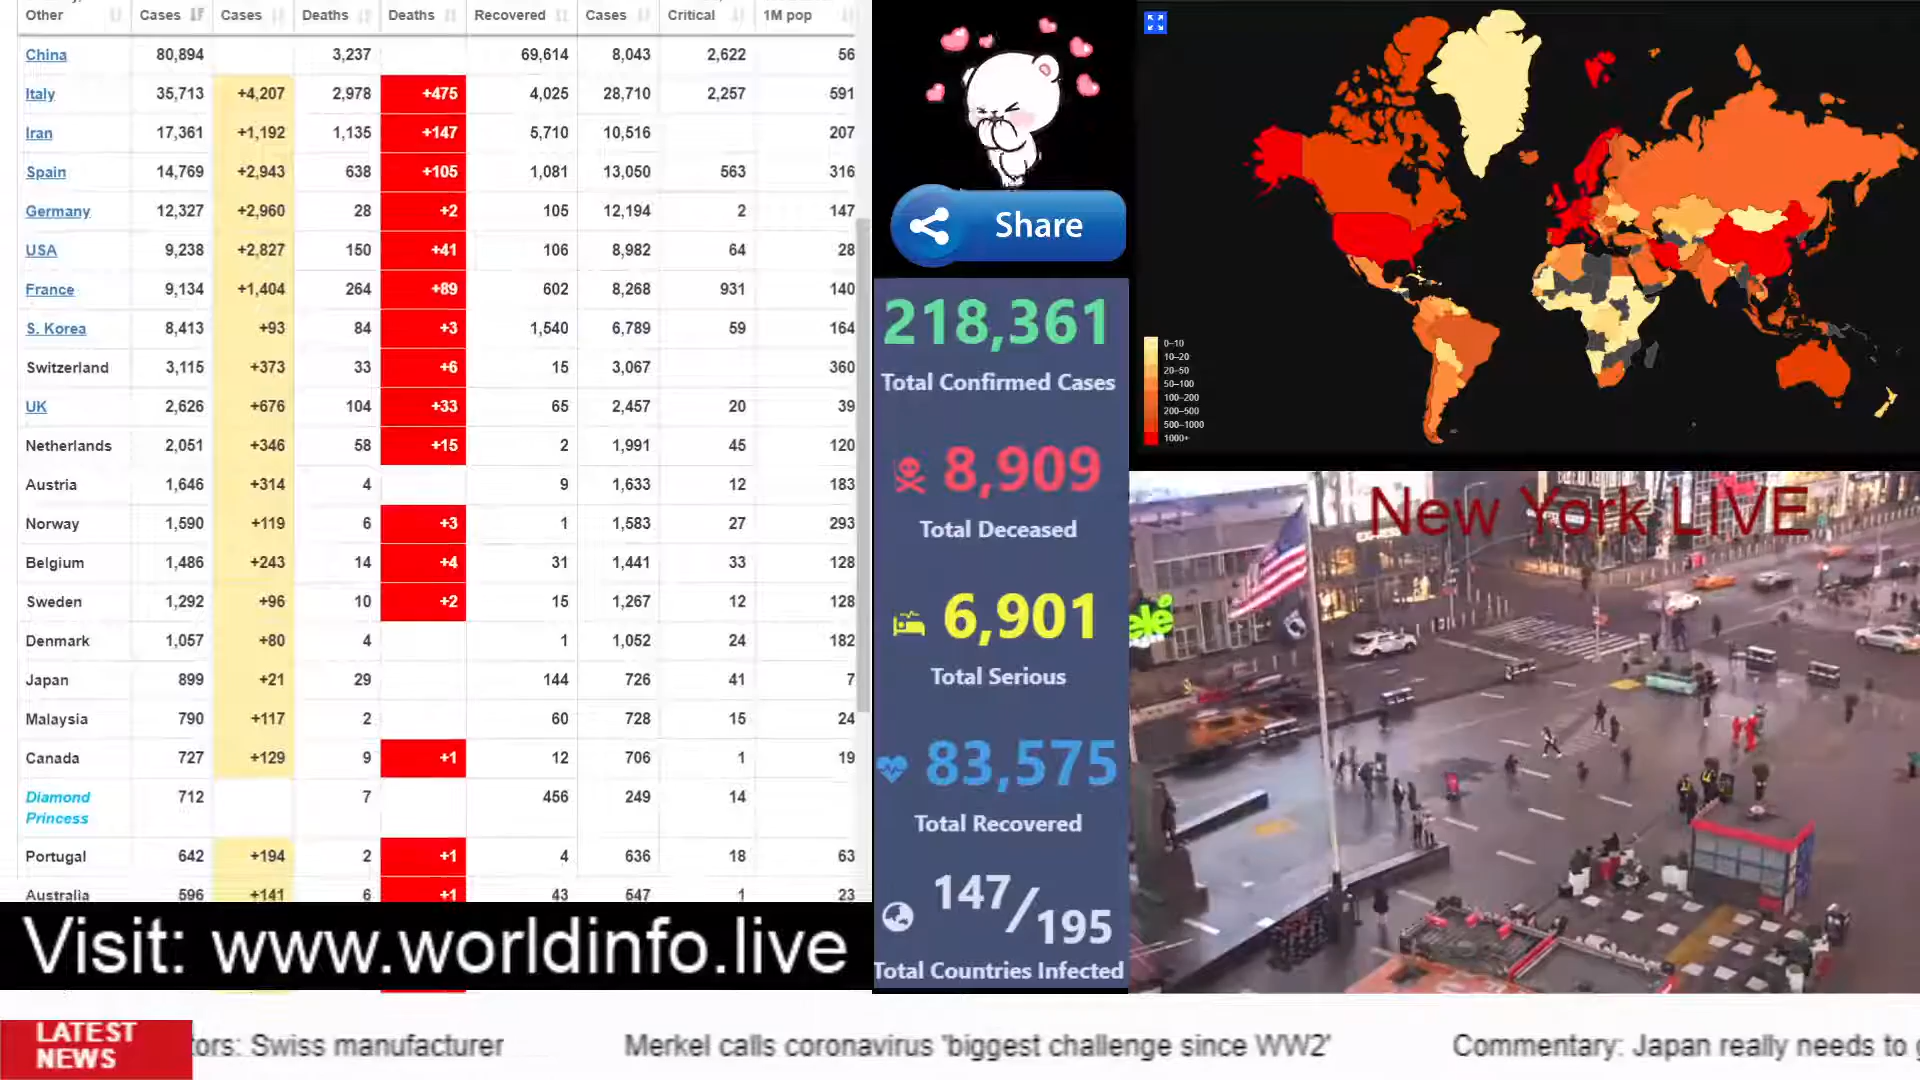 Other Cases Cases Deaths Deaths Recovered Cases Critical 1M pop
China 80,894 3,237 69,614 8,043 2,622 56
Italy 35,713 +4,207 2,978 +475 4,025 28,710 2,257 591
Iran 17,361 +1,192 1,135 +147 5,710 10,516 207
Spain 14,769 +2,943 638 +105 1,081 13,050 563 316
Germany 12,327 +2,960 28 +2 105 12,194 2 147
USA 9,238 +2,827 150 +41 106 8,982 64 28
France 9,134 +1,404 264 +89 602 8,268 931 140
S. Korea 8,413 +93 84 +3 1,540 6,789 59 164
Switzerland 3,115 +373 33 +6 15 3,067 360
UK 2,626 +676 104 +33 65 2,457 20 39
Netherlands 2,051 +346 58 +15 2 1,991 45 120
Austria 1,646 +314 4 9 1,633 12 183
Norway 1,590 +119 6 +3 1 1,583 27 293
Belgium 1,486 +243 14 +4 31 1,441 33 128
Sweden 1,292 +96 10 +2 15 1,267 12 128
Denmark 1,057 +80 4 1 1,052 24 182
Japan 899 +21 29 144 726 41 7
Malaysia 790 +117 2 60 728 15 24
Canada 727 +129 9 +1 12 706 1 19
Diamond
Princess 712 7 456 249 14
Portugal 642 +194 2 +1 4 636 18 63
Australia 596 +141 6 +1 43 547 1 23
Visit: www.worldinfo.live
Share
218,361
Total Confirmed Cases
8,909
Total Deceased
6,901
Total Serious
83,575
Total Recovered
147/195
Total Countries Infected
0–10
10–20
20–50
50–100
100–200
200–500
500–1000
1000+
New York LIVE
elé
LATEST
NEWS
tors: Swiss manufacturer Merkel calls coronavirus 'biggest challenge since WW2' Commentary: Japan really needs to g